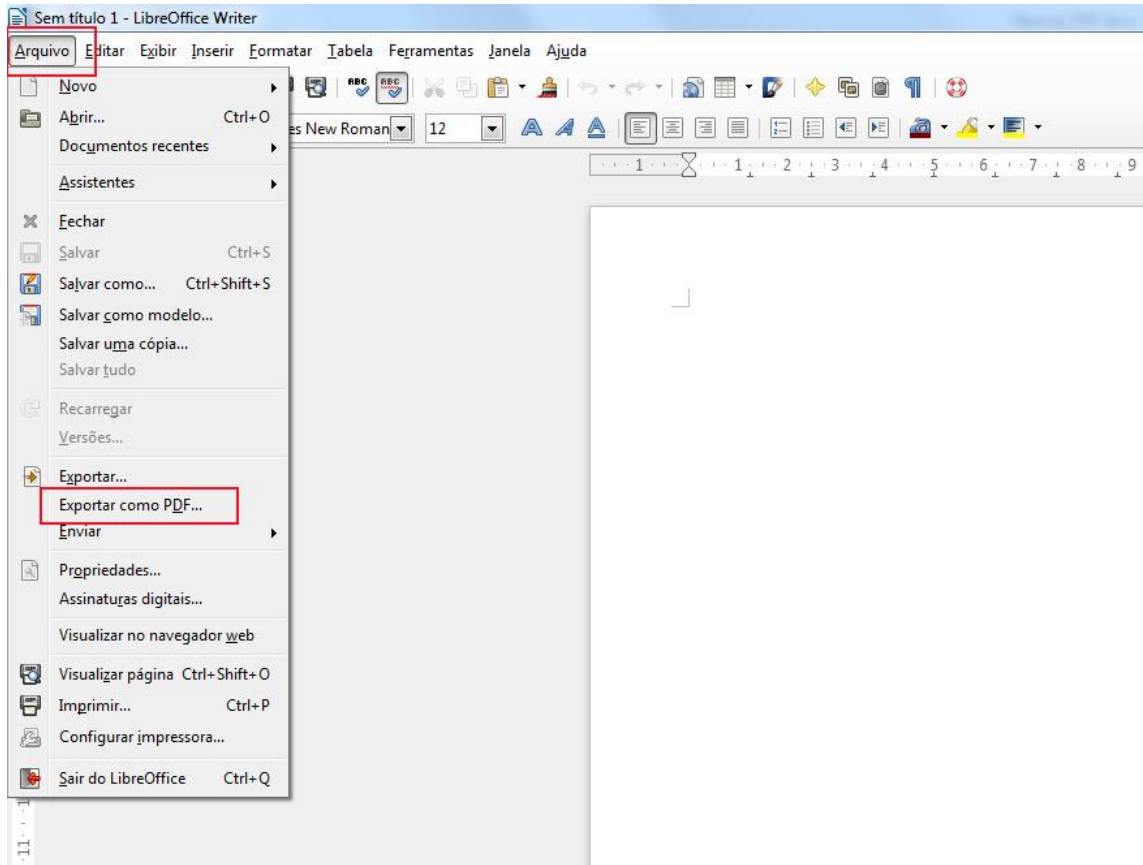 Sem título 1 - LibreOffice Writer
Arquivo Editar Exibir Inserir Formatar Tabela Ferramentas Janela Ajuda
Novo
Abrir... Ctrl+O
es New Roman 12
Documentos recentes
1 1 2 3 4 5 6 7 8 9
Assistentes
Fechar
Salvar Ctrl+S
Salvar como... Ctrl+Shift+S
Salvar como modelo...
Salvar uma cópia...
Salvar tudo
Recarregar
Versões...
Exportar...
Exportar como PDF...
Enviar
Propriedades...
Assinaturas digitais...
Visualizar no navegador web
Visualizar página Ctrl+Shift+O
Imprimir... Ctrl+P
Configurar impressora...
Sair do LibreOffice Ctrl+Q
11